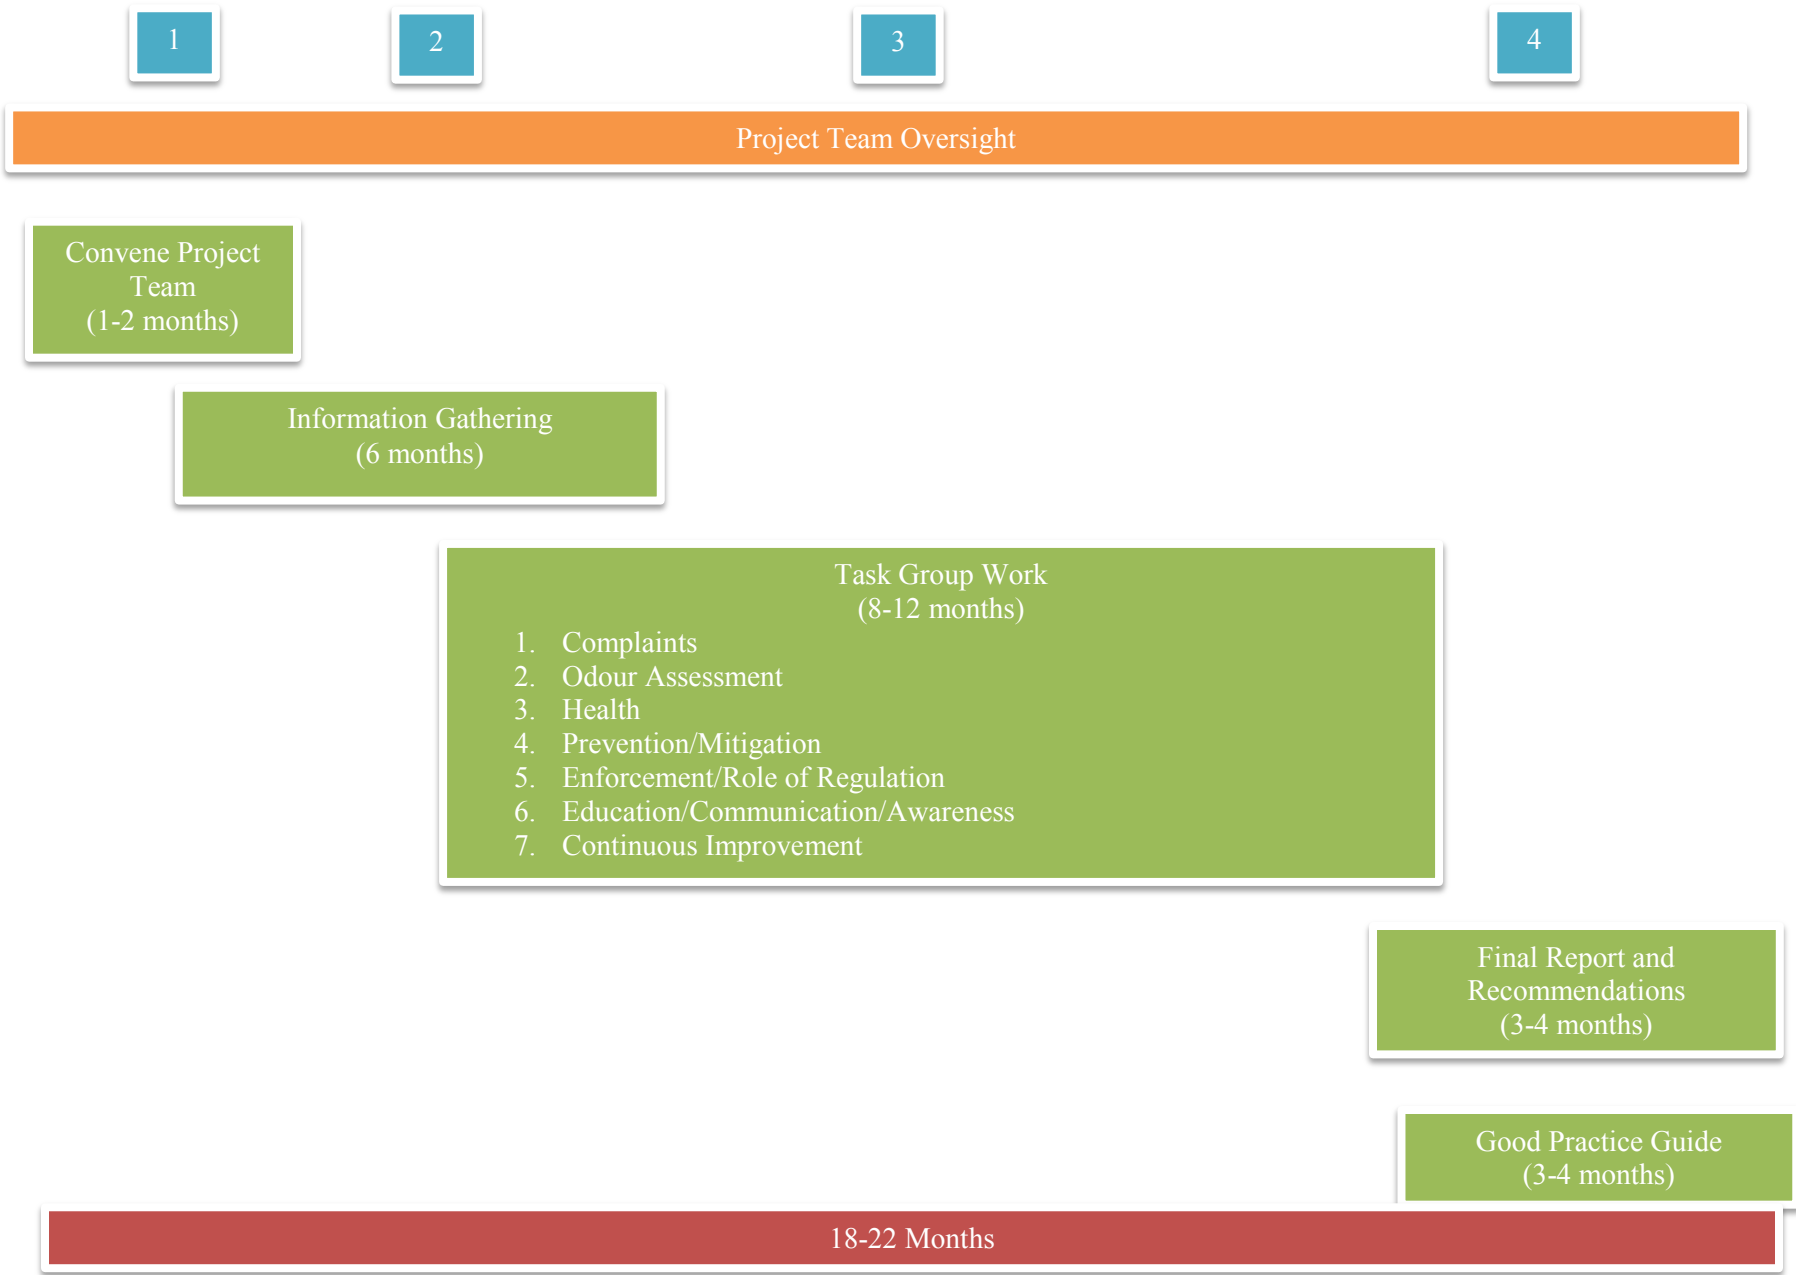 1
2
3
4
Project Team Oversight
Convene Project
Team
(1-2 months)
Information Gathering
(6 months)
Task Group Work
(8-12 months)
1. Complaints
2. Odour Assessment
3. Health
4. Prevention/Mitigation
5. Enforcement/Role of Regulation
6. Education/Communication/Awareness
7. Continuous Improvement
Final Report and
Recommendations
(3-4 months)
Good Practice Guide
(3-4 months)
18-22 Months